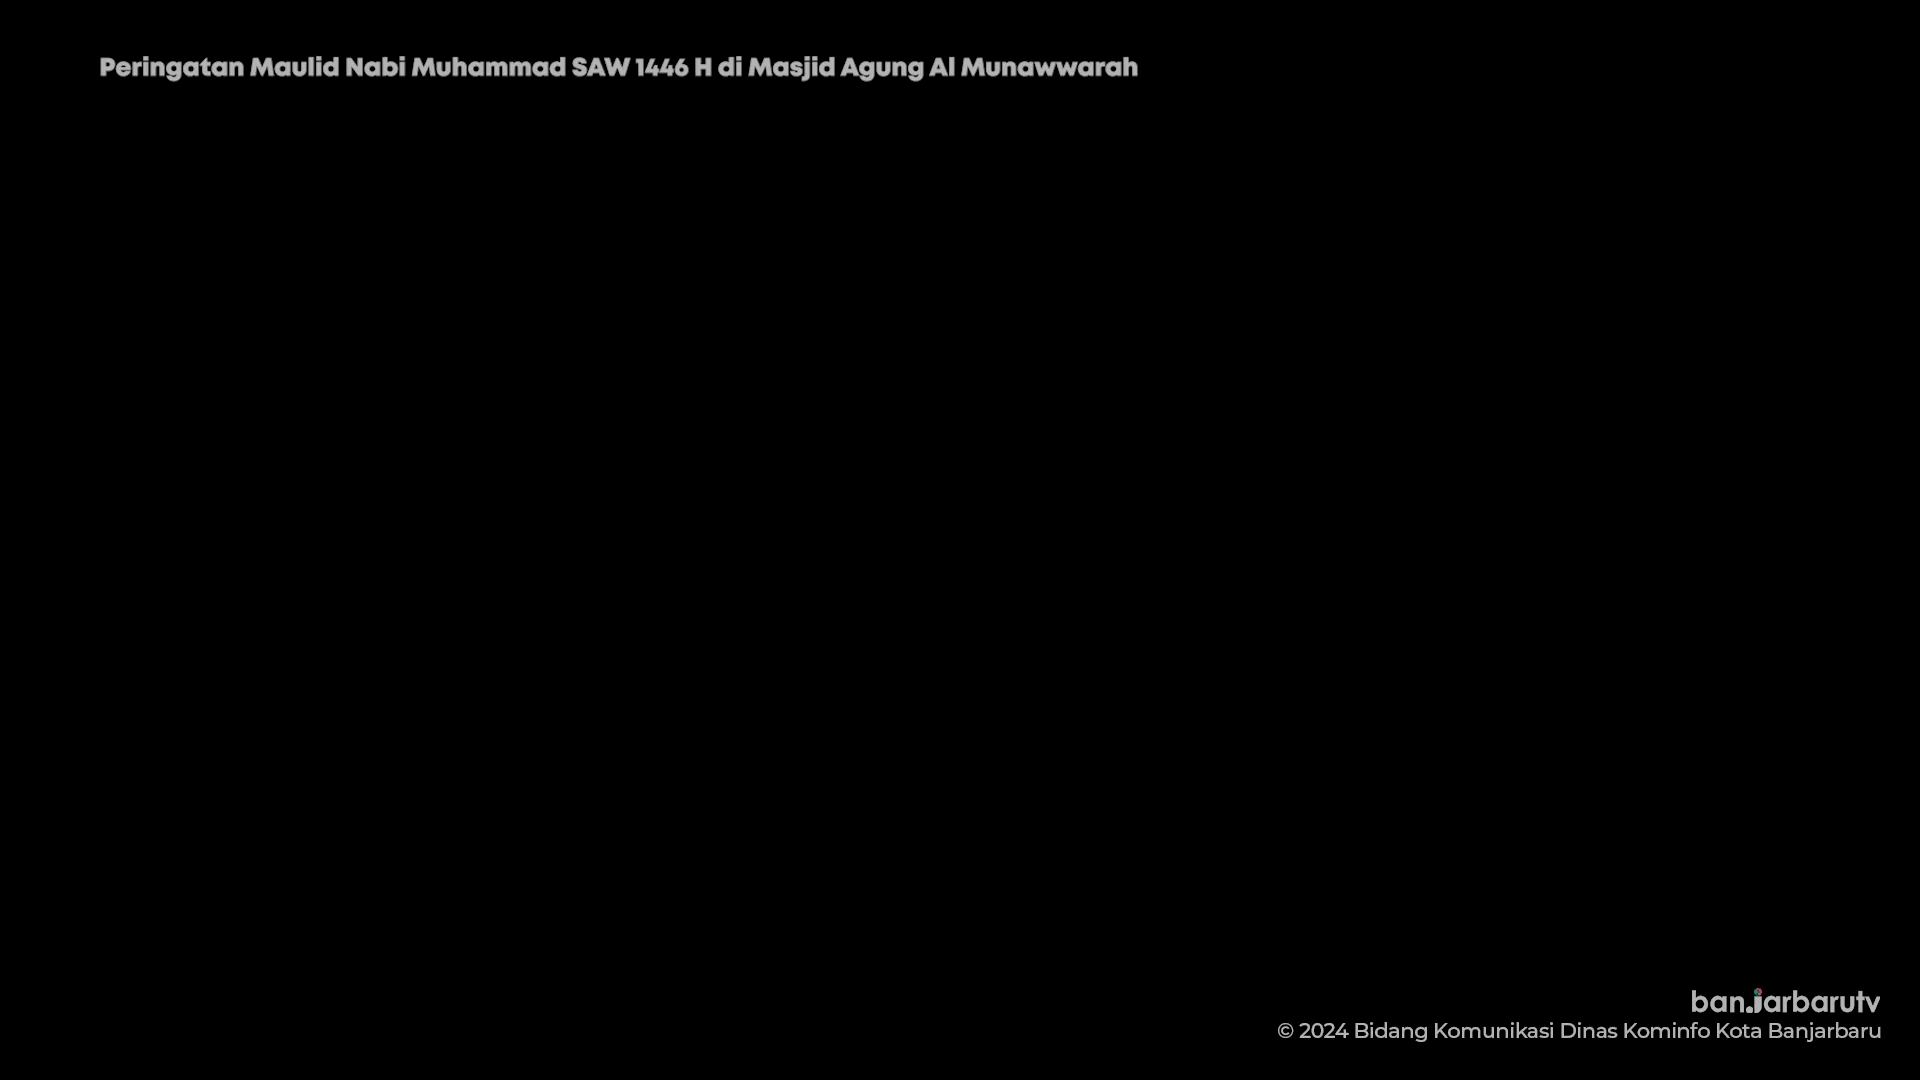 Peringatan Maulid Nabi Muhammad SAW 1446 H di Masjid Agung Al Munawwarah
banjarbarutv
© 2024 Bidang Komunikasi Dinas Kominfo Kota Banjarbaru